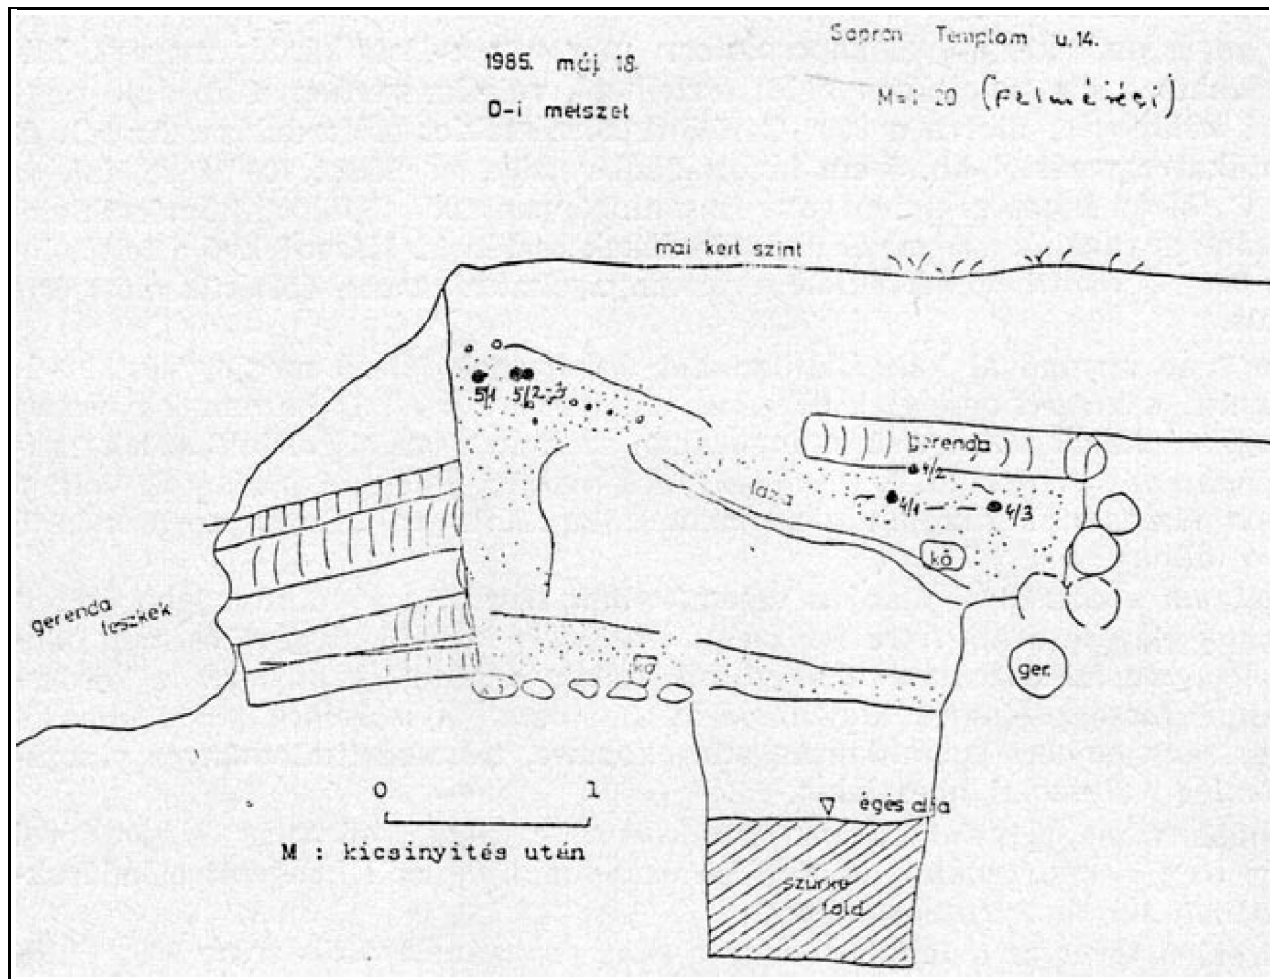 1985. máj. 18.
D-i metszet
Sopron Templom u. 14.
M=1:20 (Felmérési)
mai kert szint
5/1 5/2-3
gerenda
4/2
laza
4/1
4/3
kő
gerenda
fészkek
kő
ger.
0 1
M : kicsinyítés után
égés alja
szürke
föld